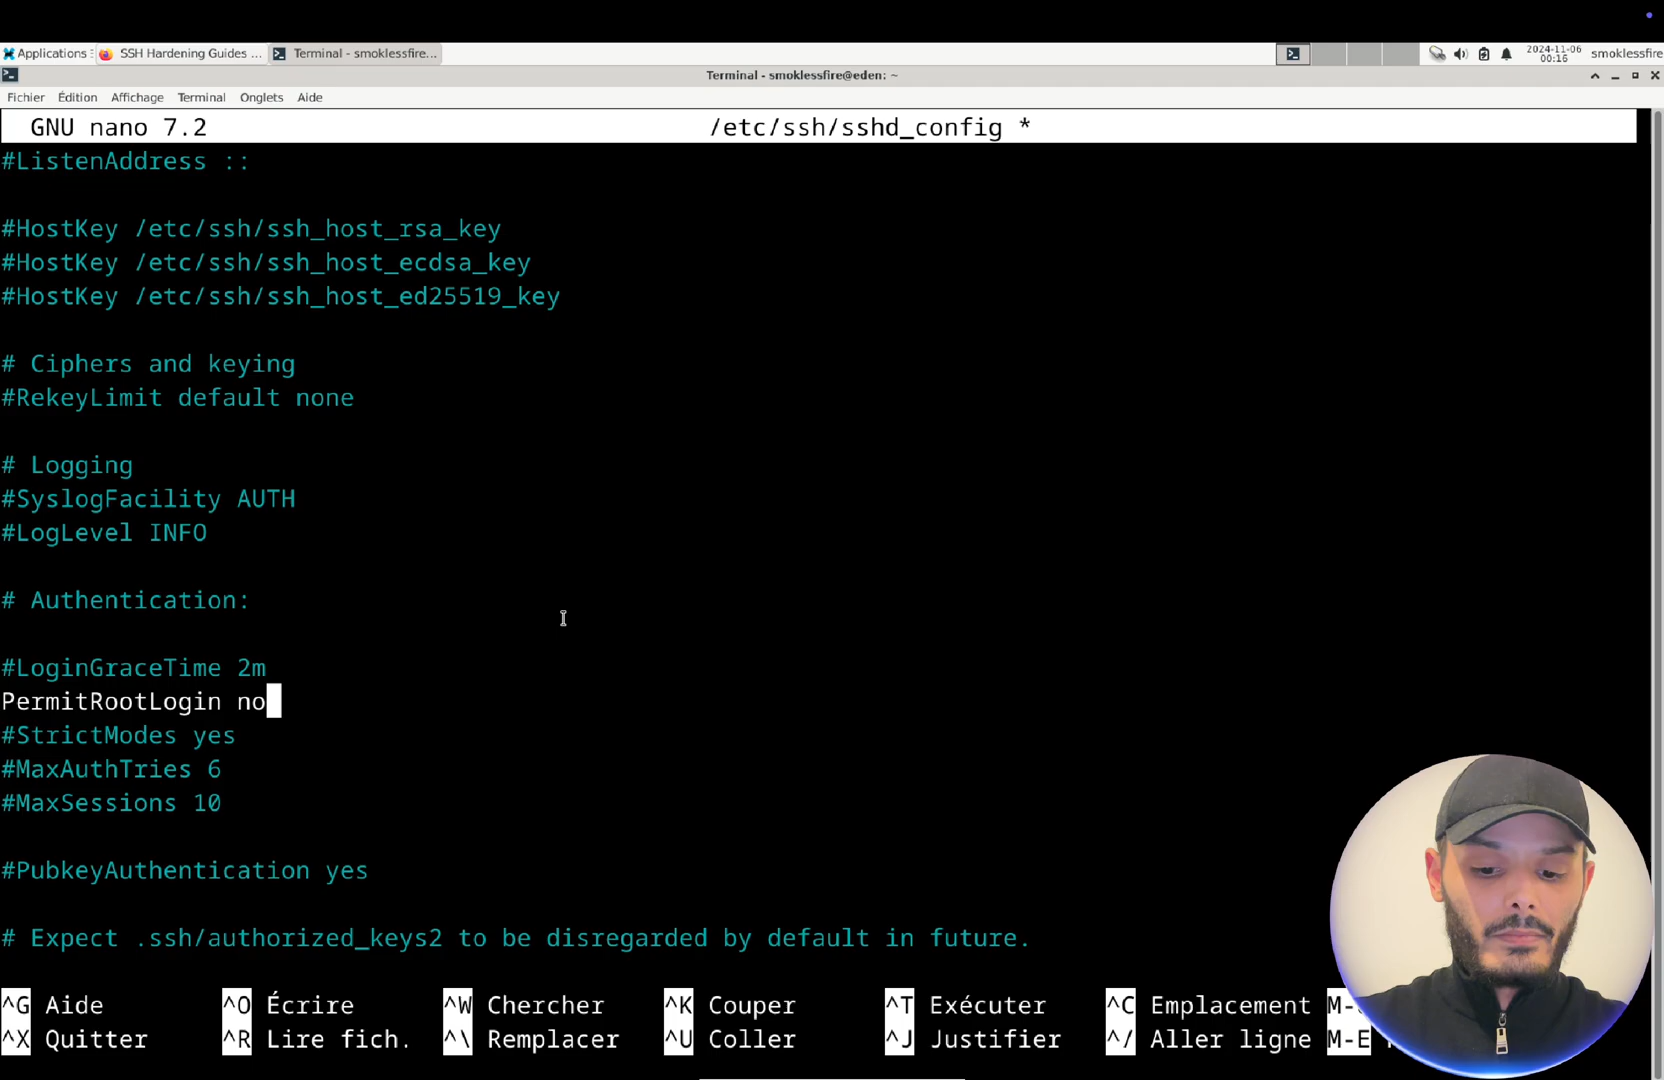 Applications
SSH Hardening Guides ...
Terminal - smoklessfire...
2024-11-06
00:16
smoklessfire
Terminal - smoklessfire@eden: ~
Fichier Édition Affichage Terminal Onglets Aide
GNU nano 7.2 /etc/ssh/sshd_config *
#ListenAddress ::
#HostKey /etc/ssh/ssh_host_rsa_key
#HostKey /etc/ssh/ssh_host_ecdsa_key
#HostKey /etc/ssh/ssh_host_ed25519_key
# Ciphers and keying
#RekeyLimit default none
# Logging
#SyslogFacility AUTH
#LogLevel INFO
# Authentication:
#LoginGraceTime 2m
PermitRootLogin no
#StrictModes yes
#MaxAuthTries 6
#MaxSessions 10
#PubkeyAuthentication yes
# Expect .ssh/authorized_keys2 to be disregarded by default in future.
^G Aide ^O Écrire ^W Chercher ^K Couper ^T Exécuter ^C Emplacement
^X Quitter ^R Lire fich. ^\ Remplacer ^U Coller ^J Justifier ^/ Aller ligne M-E